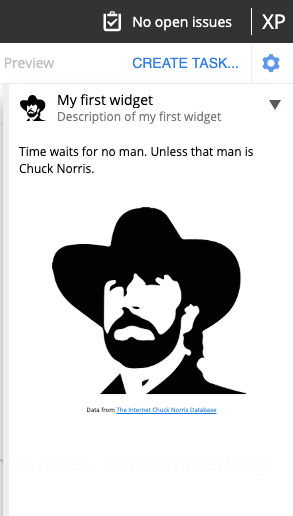 No open issues
XP
Preview
CREATE TASK...
My first widget
Description of my first widget
Time waits for no man. Unless that man is
Chuck Norris.
Data from The Internet Chuck Norris Database